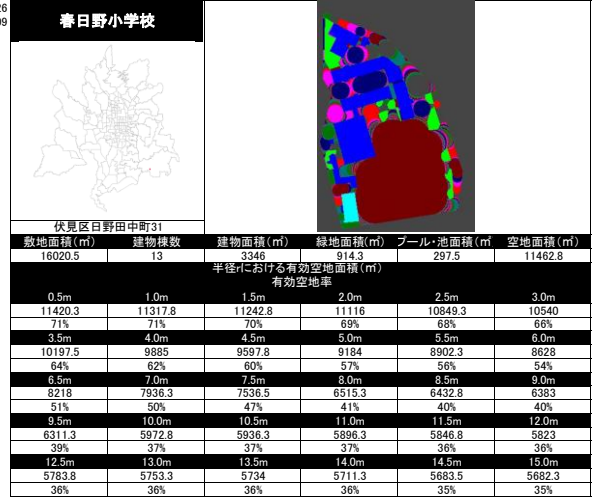 26
09
春日野小学校
伏見区日野田中町31
敷地面積(㎡) 建物棟数 建物面積(㎡) 緑地面積(㎡) プール・池面積(㎡ 空地面積(㎡)
16020.5 13 3346 914.3 297.5 11462.8
半径rにおける有効空地面積(㎡)
有効空地率
0.5m 1.0m 1.5m 2.0m 2.5m 3.0m
11420.3 11317.8 11242.8 11116 10849.3 10540
71% 71% 70% 69% 68% 66%
3.5m 4.0m 4.5m 5.0m 5.5m 6.0m
10197.5 9885 9597.8 9184 8902.3 8628
64% 62% 60% 57% 56% 54%
6.5m 7.0m 7.5m 8.0m 8.5m 9.0m
8218 7936.3 7536.5 6515.3 6432.8 6383
51% 50% 47% 41% 40% 40%
9.5m 10.0m 10.5m 11.0m 11.5m 12.0m
6311.3 5972.8 5936.3 5896.3 5846.8 5823
39% 37% 37% 37% 36% 36%
12.5m 13.0m 13.5m 14.0m 14.5m 15.0m
5783.8 5753.3 5734 5711.3 5683.5 5682.3
36% 36% 36% 36% 35% 35%